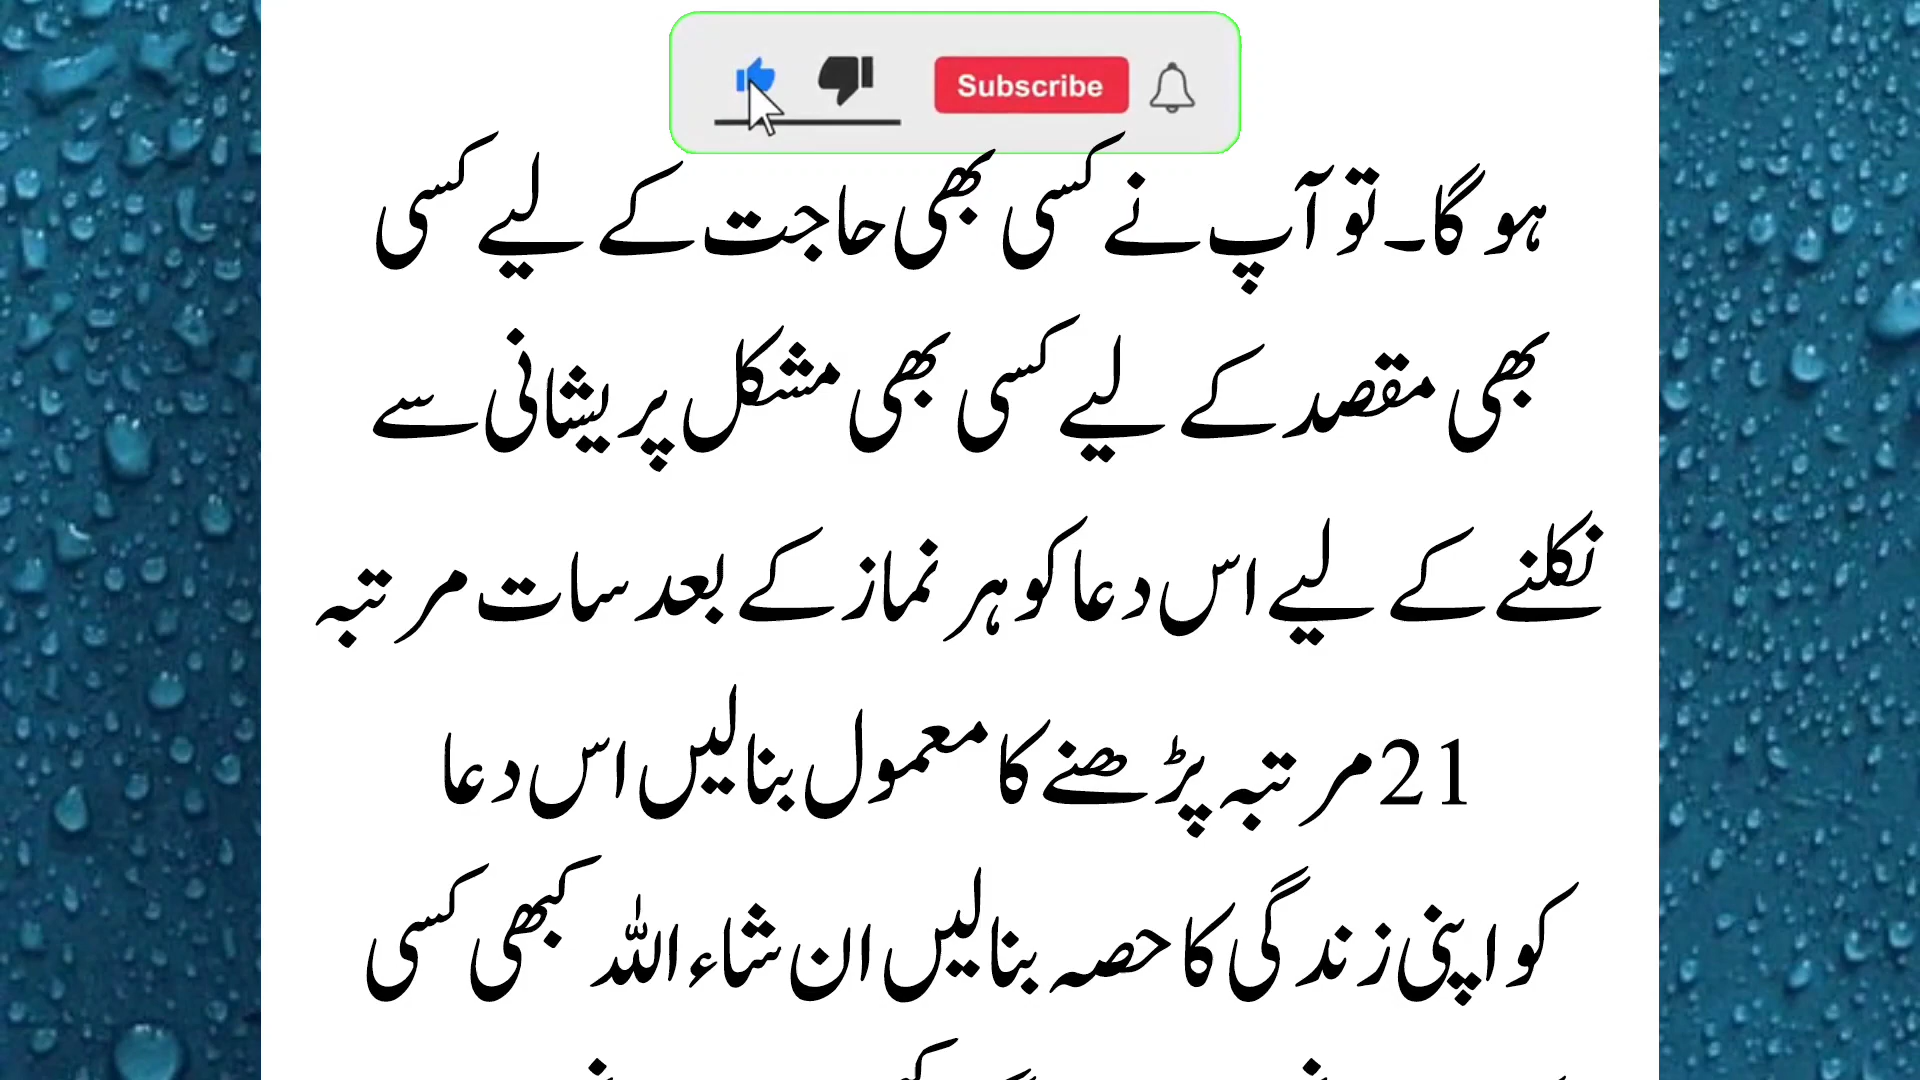 Subscribe
ہو گا۔ تو آپ نے کسی بھی حاجت کے لیے کسی
بھی مقصد کے لیے کسی بھی مشکل پریشانی سے
نکلنے کے لیے اس دعا کو ہر نماز کے بعد سات مرتبہ
21 مرتبہ پڑھنے کا معمول بنا لیں اس دعا
کو اپنی زندگی کا حصہ بنا لیں ان شاء اللہ کبھی کسی